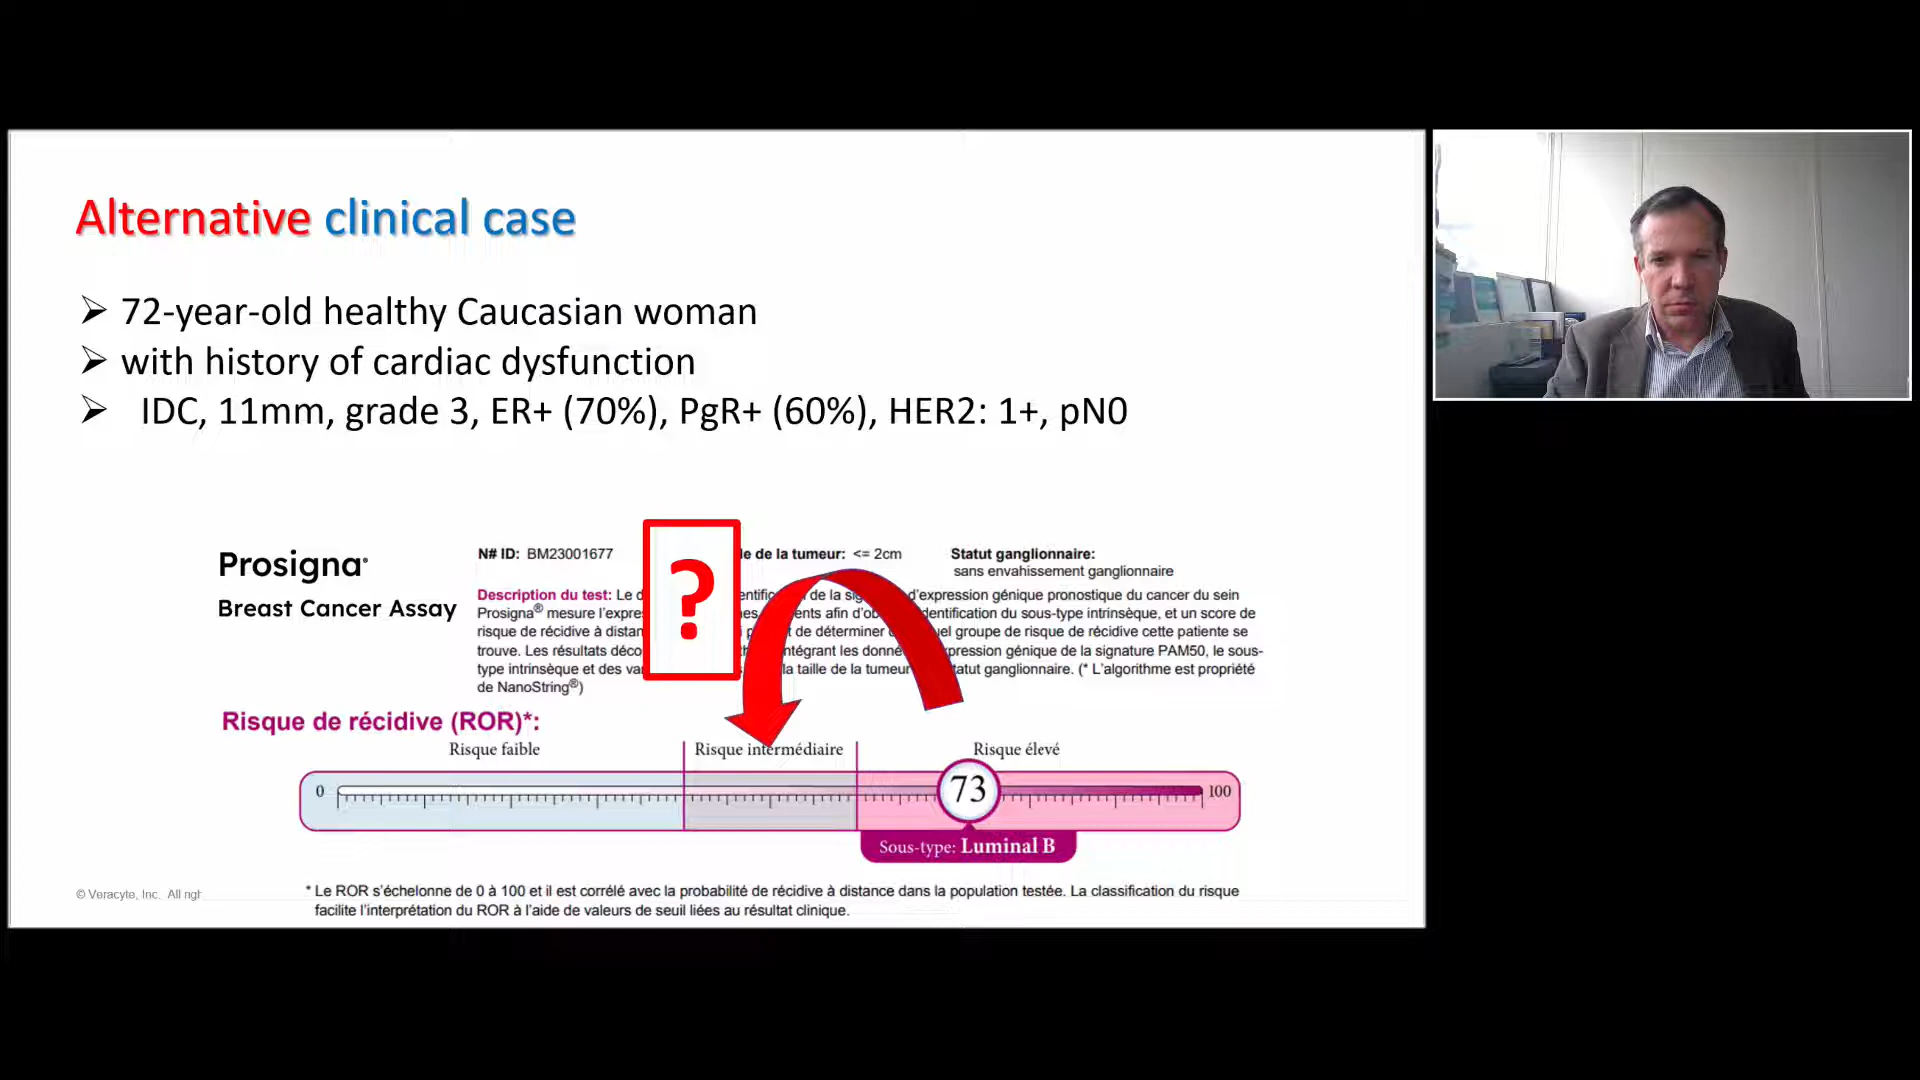 Alternative clinical case
72-year-old healthy Caucasian woman
with history of cardiac dysfunction
IDC, 11mm, grade 3, ER+ (70%), PgR+ (60%), HER2: 1+, pN0
Prosigna®
Breast Cancer Assay
N# ID: BM23001677
de la tumeur: <= 2cm
Statut ganglionnaire:
sans envahissement ganglionnaire
?
Description du test: Le de la d'expression génique pronostique du cancer du sein
Prosigna® mesure afin identification du sous-type intrinsèque, et un score de
risque de récidive à de déterminer groupe de risque de récidive cette patiente se
trouve. Les résultats intégrant les expression génique de la signature PAM50, le sous-
type intrinsèque et des la taille de la tumeur statut ganglionnaire. (* L'algorithme est propriété
de NanoString®)
Risque de récidive (ROR)*:
Risque faible
Risque intermédiaire
Risque élevé
0
73
100
Sous-type: Luminal B
* Le ROR s'échelonne de 0 à 100 et il est corrélé avec la probabilité de récidive à distance dans la population testée. La classification du risque
facilite l'interprétation du ROR à l'aide de valeurs de seuil liées au résultat clinique.
© Veracyte, Inc. All